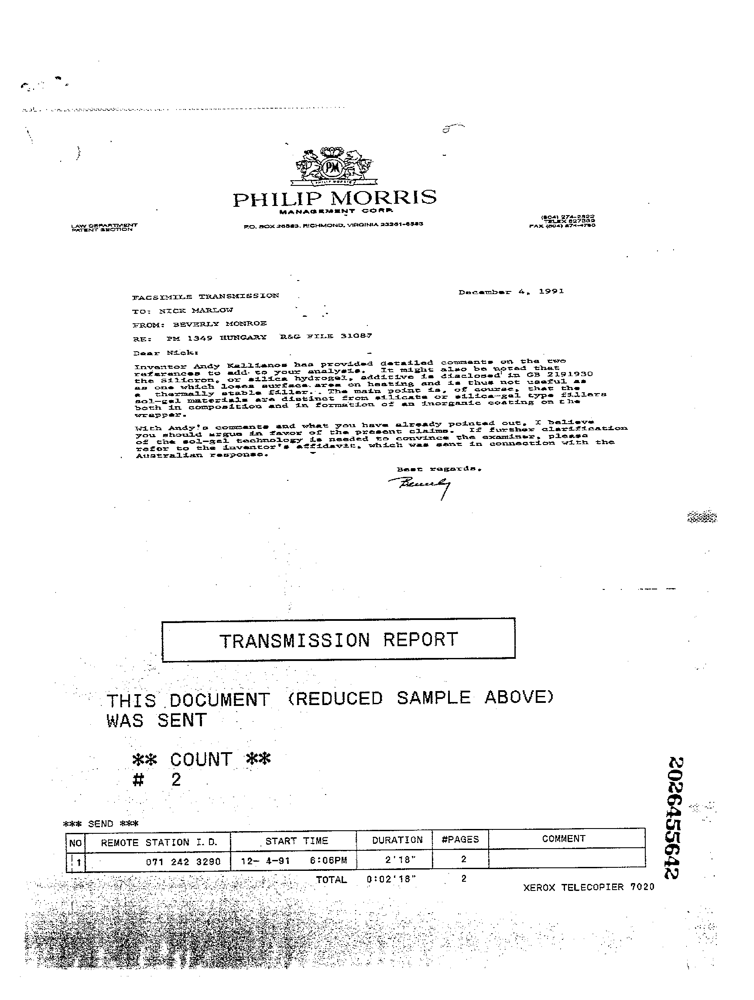 PM
PHILIP MORRIS
MANAGEMENT CORP.
LAW DEPARTMENT
PATENT SECTION
P.O. BOX 26583, RICHMOND, VIRGINIA 23261-6583
(804) 274-2822
TELEX 827839
FAX (804) 274-4780
December 4, 1991
FACSIMILE TRANSMISSION
TO: NICK MARLOW
FROM: BEVERLY MONROE
RE: PM 1349 HUNGARY R&G FILE 31087
Dear Nick:
Inventor Andy Kallianos has provided detailed comments on the two
references to add to your analysis. It might also be noted that
the Silicron, or silica hydrogel, additive is disclosed in GB 2191930
as one which loses surface area on heating and is thus not useful as
a thermally stable filler. The main point is, of course, that the
sol-gel materials are distinct from silicate or silica-gel type fillers
both in composition and in formation of an inorganic coating on the
wrapper.
With Andy's comments and what you have already pointed out, I believe
you should argue in favor of the present claims. If further clarification
of the sol-gel technology is needed to convince the examiner, please
refer to the inventor's affidavit, which was sent in connection with the
Australian response.
Best regards,
Beverly
TRANSMISSION REPORT
THIS DOCUMENT (REDUCED SAMPLE ABOVE)
WAS SENT
** COUNT **
# 2
*** SEND ***
NO REMOTE STATION I.D. START TIME DURATION #PAGES COMMENT
1 071 242 3290 12- 4-91 6:06PM 2'18" 2
TOTAL 0:02'18" 2
XEROX TELECOPIER 7020
2026455642